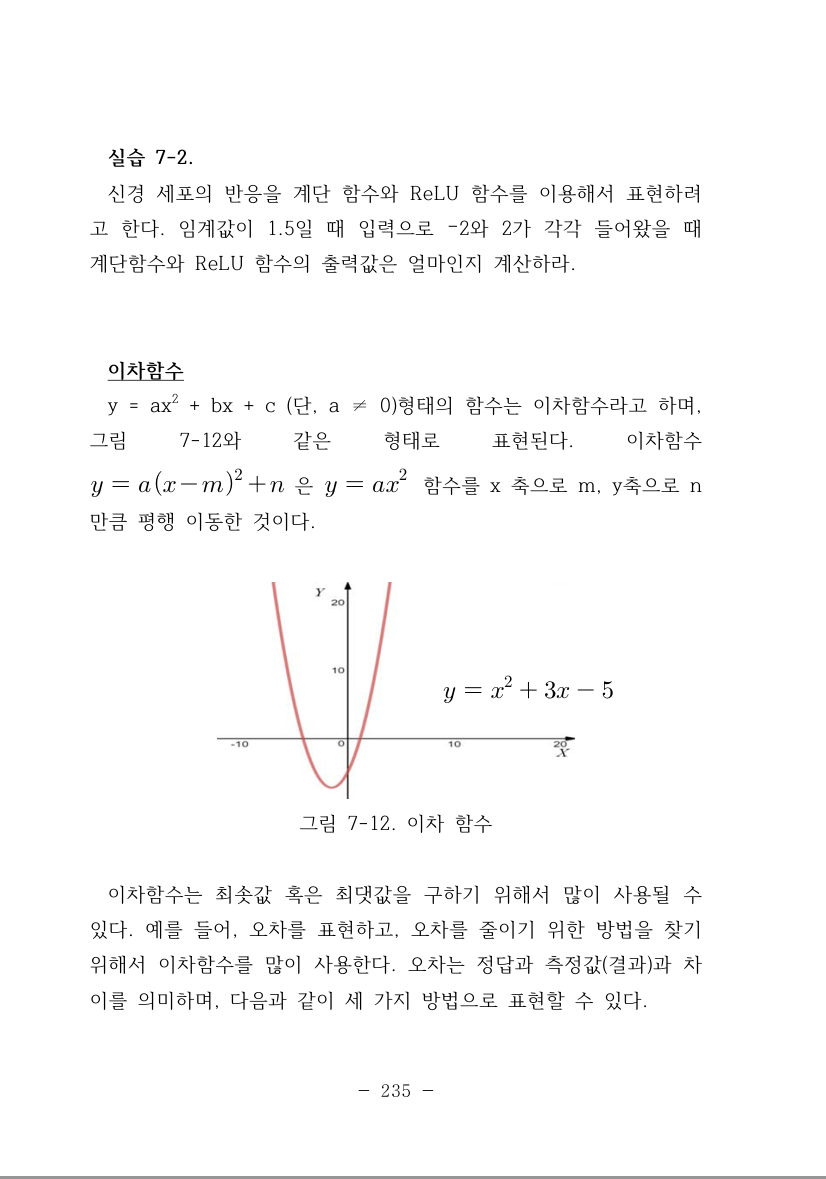 실습 7-2.
신경 세포의 반응을 계단 함수와 ReLU 함수를 이용해서 표현하려
고 한다. 임계값이 1.5일 때 입력으로 -2와 2가 각각 들어왔을 때
계단함수와 ReLU 함수의 출력값은 얼마인지 계산하라.
이차함수
y = ax² + bx + c (단, a ≠ 0)형태의 함수는 이차함수라고 하며,
그림 7-12와 같은 형태로 표현된다. 이차함수
y = a(x-m)²+n 은 y = ax² 함수를 x 축으로 m, y축으로 n
만큼 평행 이동한 것이다.
Y
20
10
y = x² + 3x - 5
-10 0 10 20
X
그림 7-12. 이차 함수
이차함수는 최솟값 혹은 최댓값을 구하기 위해서 많이 사용될 수
있다. 예를 들어, 오차를 표현하고, 오차를 줄이기 위한 방법을 찾기
위해서 이차함수를 많이 사용한다. 오차는 정답과 측정값(결과)과 차
이를 의미하며, 다음과 같이 세 가지 방법으로 표현할 수 있다.
- 235 -